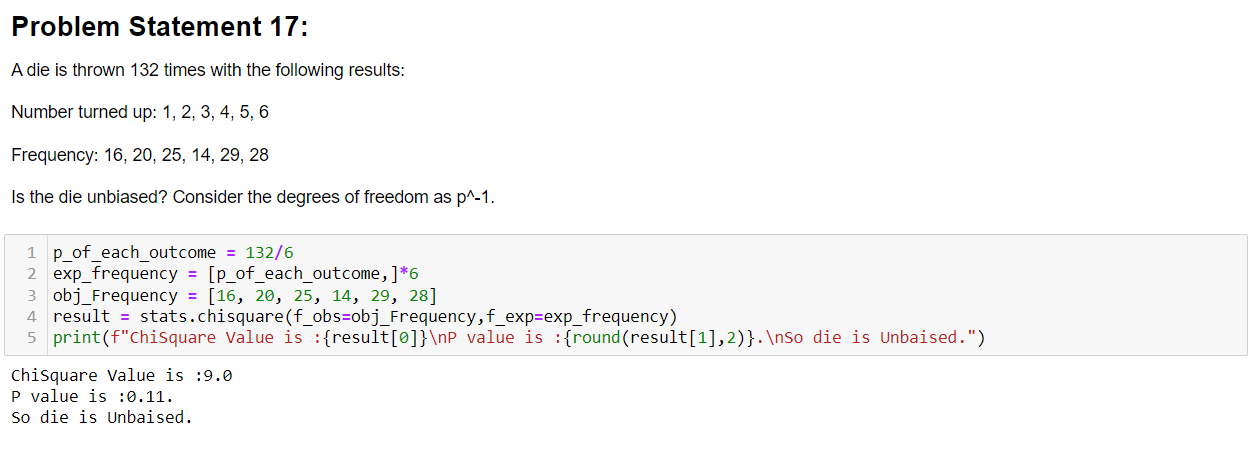 Problem Statement 17:
A die is thrown 132 times with the following results:
Number turned up: 1, 2, 3, 4, 5, 6
Frequency: 16, 20, 25, 14, 29, 28
Is the die unbiased? Consider the degrees of freedom as p^-1.
1 p_of_each_outcome = 132/6
2 exp_frequency = [p_of_each_outcome,]*6
3 obj_Frequency = [16, 20, 25, 14, 29, 28]
4 result = stats.chisquare(f_obs=obj_Frequency,f_exp=exp_frequency)
5 print(f"ChiSquare Value is :{result[0]}\nP value is :{round(result[1],2)}.\nSo die is Unbaised.")
ChiSquare Value is :9.0
P value is :0.11.
So die is Unbaised.